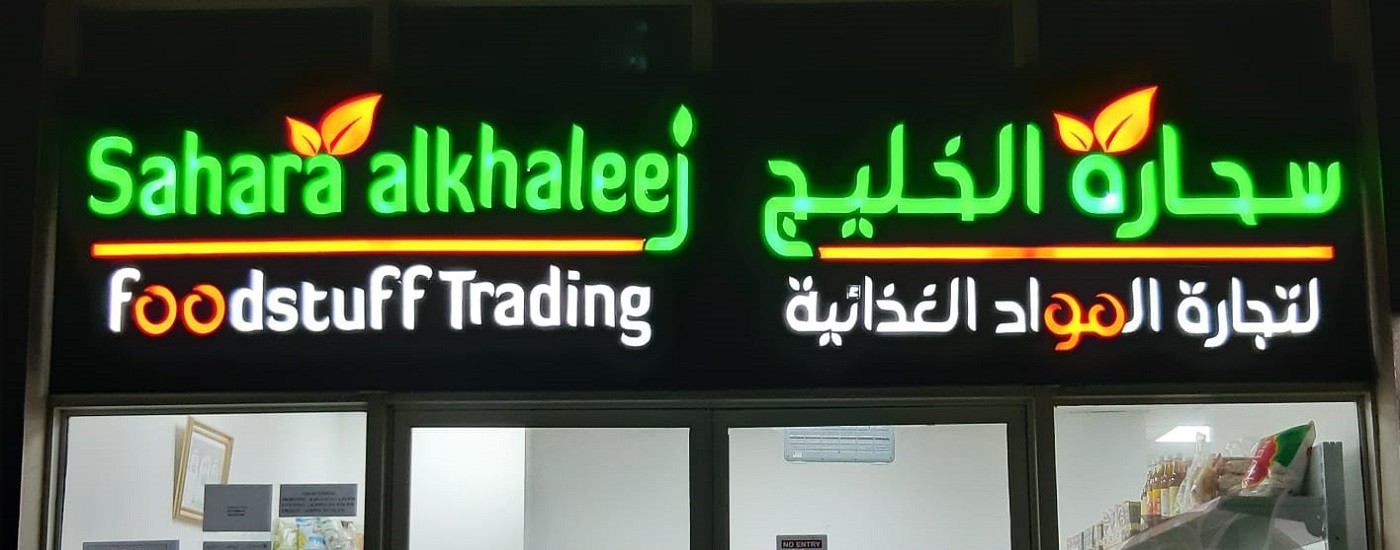 Sahara alkhaleej
foodstuff Trading
سحارة الخليج
لتجارة المواد الغذائية
NO ENTRY